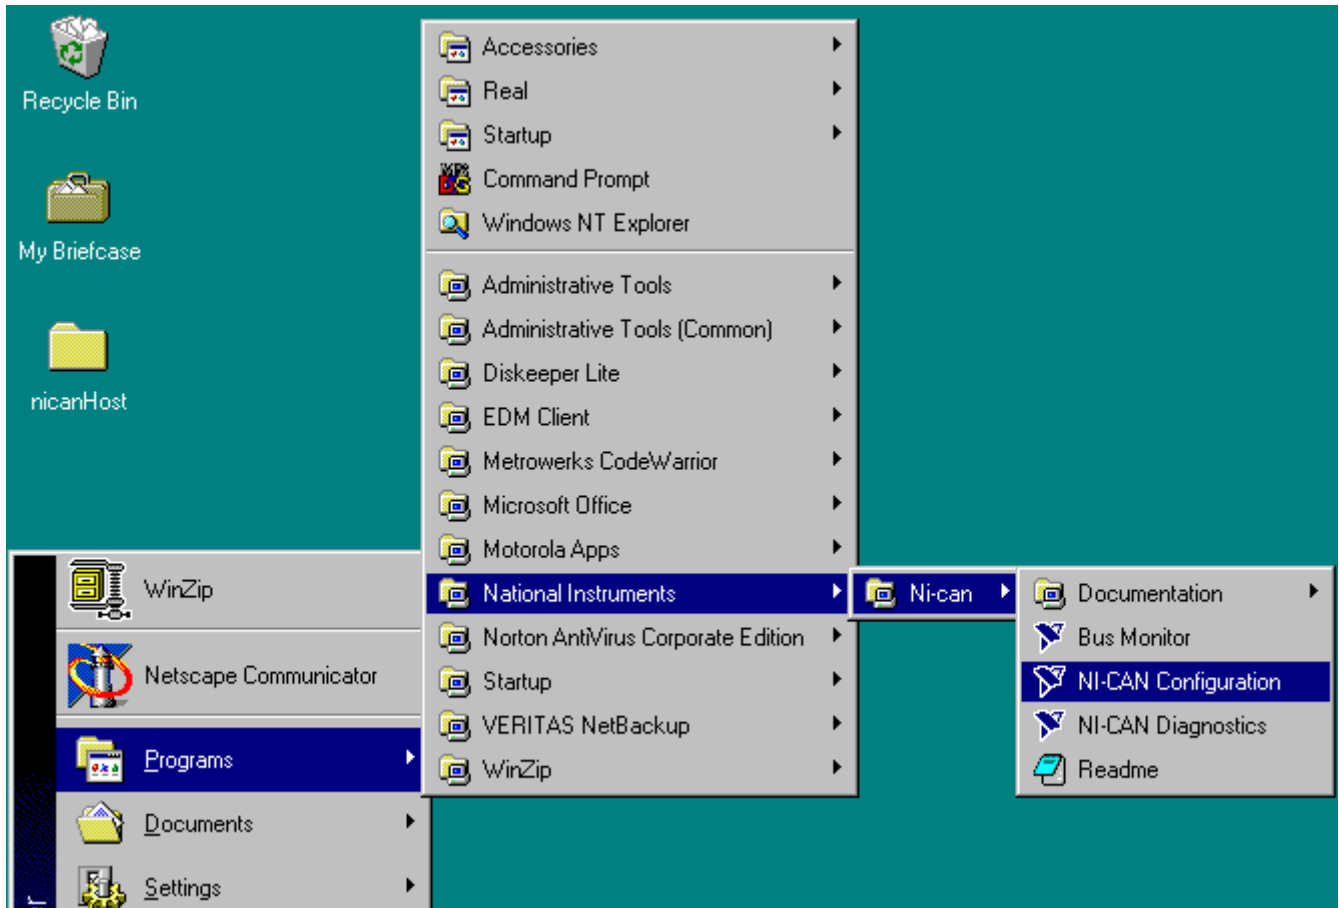 Recycle Bin
My Briefcase
nicanHost
WinZip
Netscape Communicator
Programs
Documents
Settings
Accessories
Real
Startup
Command Prompt
Windows NT Explorer
Administrative Tools
Administrative Tools (Common)
Diskeeper Lite
EDM Client
Metrowerks CodeWarrior
Microsoft Office
Motorola Apps
National Instruments
Norton AntiVirus Corporate Edition
Startup
VERITAS NetBackup
WinZip
Ni-can
Documentation
Bus Monitor
NI-CAN Configuration
NI-CAN Diagnostics
Readme